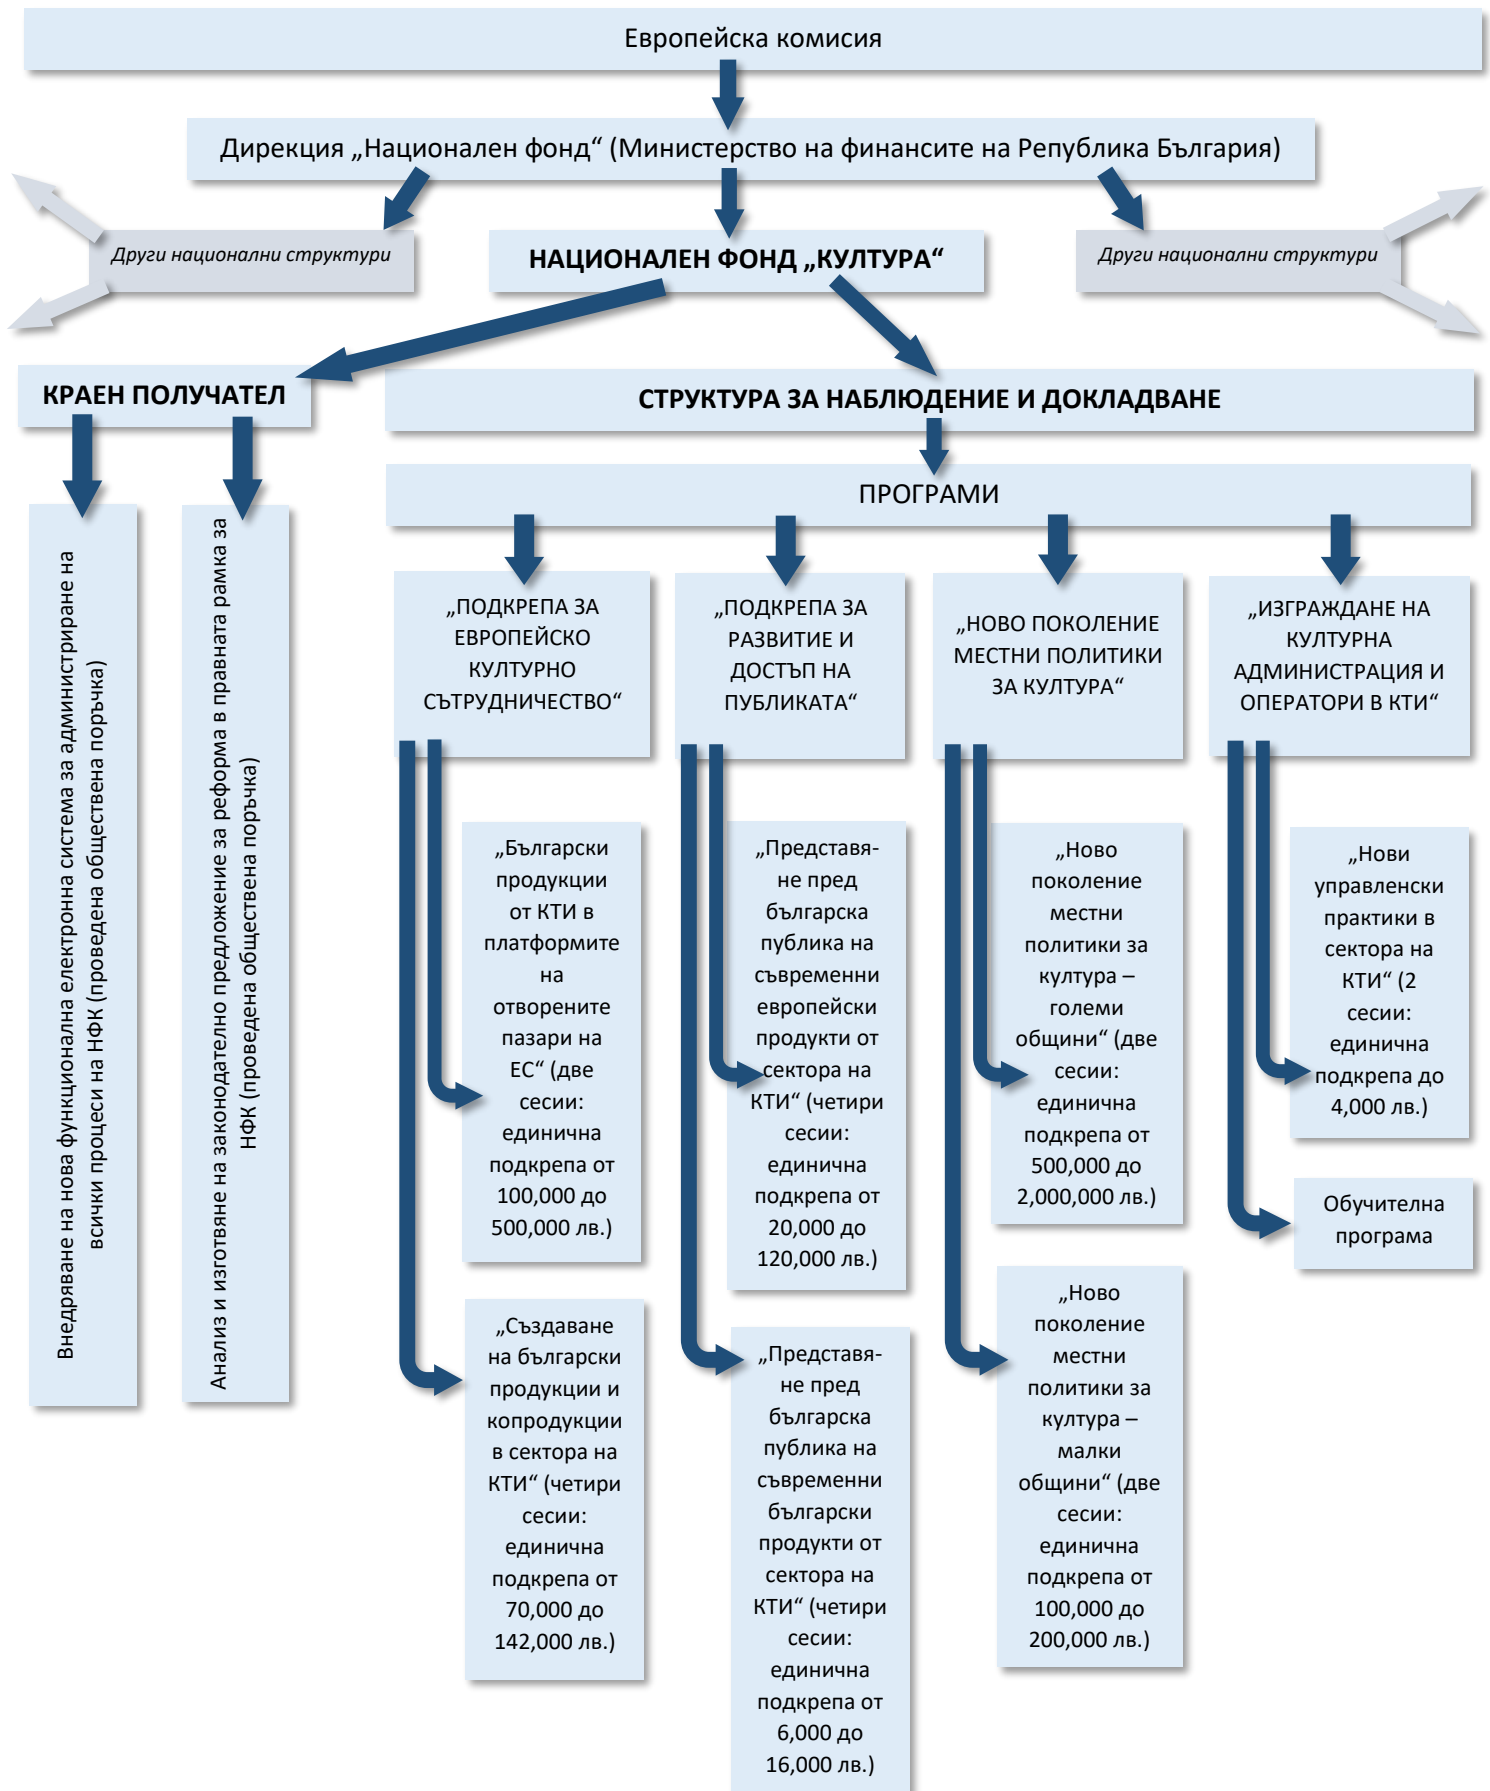 Европейска комисия
Дирекция „Национален фонд“ (Министерство на финансите на Република България)
Други национални структури
НАЦИОНАЛЕН ФОНД „КУЛТУРА“
Други национални структури
КРАЕН ПОЛУЧАТЕЛ
СТРУКТУРА ЗА НАБЛЮДЕНИЕ И ДОКЛАДВАНЕ
ПРОГРАМИ
Внедряване на нова функционална електронна система за администриране на
всички процеси на НФК (проведена обществена поръчка)
Анализ и изготвяне на законодателно предложение за реформа в правната рамка за
НФК (проведена обществена поръчка)
„ПОДКРЕПА ЗА
ЕВРОПЕЙСКО
КУЛТУРНО
СЪТРУДНИЧЕСТВО“
„Български
продукции
от КТИ в
платформите
на
отворените
пазари на
ЕС“ (две
сесии:
единична
подкрепа от
100,000 до
500,000 лв.)
„Създаване
на български
продукции и
копродукции
в сектора на
КТИ“ (четири
сесии:
единична
подкрепа от
70,000 до
142,000 лв.)
„ПОДКРЕПА ЗА
РАЗВИТИЕ И
ДОСТЪП НА
ПУБЛИКАТА“
„Представя-
не пред
българска
публика на
съвременни
европейски
продукти от
сектора на
КТИ“ (четири
сесии:
единична
подкрепа от
20,000 до
120,000 лв.)
„Представя-
не пред
българска
публика на
съвременни
български
продукти от
сектора на
КТИ“ (четири
сесии:
единична
подкрепа от
6,000 до
16,000 лв.)
„НОВО ПОКОЛЕНИЕ
МЕСТНИ ПОЛИТИКИ
ЗА КУЛТУРА“
„Ново
поколение
местни
политики за
култура –
големи
общини“ (две
сесии:
единична
подкрепа от
500,000 до
2,000,000 лв.)
„Ново
поколение
местни
политики за
култура –
малки
общини“ (две
сесии:
единична
подкрепа от
100,000 до
200,000 лв.)
„ИЗГРАЖДАНЕ НА
КУЛТУРНА
АДМИНИСТРАЦИЯ И
ОПЕРАТОРИ В КТИ“
„Нови
управленски
практики в
сектора на
КТИ“ (2
сесии:
единична
подкрепа до
4,000 лв.)
Обучителна
програма